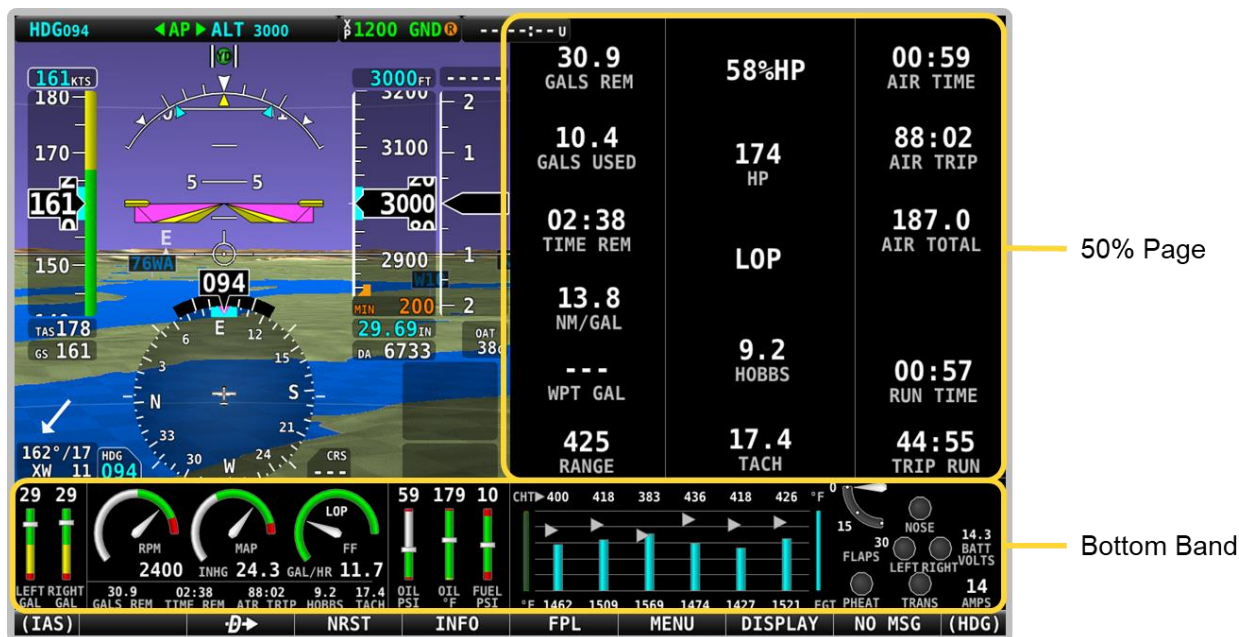 HDG094 ◀AP▶ ALT 3000 XP1200 GND R -----:--U
161KTS
180
170
161
150
TAS178
GS 161
162°/17
XW 11
HDG
094
5 5
E
76WA
094
E 12 15 S 21 24 W 30 33 N 3 6
CRS
---
3000FT -----
3200
3100
20
3000
80
2900
W10
MIN 200
29.69IN
DA 6733
2
1
1
2
OAT
38
30.9
GALS REM
10.4
GALS USED
02:38
TIME REM
13.8
NM/GAL
---
WPT GAL
425
RANGE
58%HP
174
HP
LOP
9.2
HOBBS
17.4
TACH
00:59
AIR TIME
88:02
AIR TRIP
187.0
AIR TOTAL
00:57
RUN TIME
44:55
TRIP RUN
50% Page
29 29
LEFT RIGHT
GAL GAL
RPM
2400
MAP
INHG 24.3
LOP
FF
GAL/HR 11.7
30.9 02:38 88:02 9.2 17.4
GALS REM TIME REM AIR TRIP HOBBS TACH
59 179 10
OIL OIL FUEL
PSI °F PSI
CHT▶400 418 383 436 418 426 °F
°F 1462 1509 1569 1474 1427 1521 EGT
0
15
30
FLAPS
NOSE
LEFT RIGHT
PHEAT TRANS
14.3
BATT
VOLTS
14
AMPS
Bottom Band
(IAS) D➔ NRST INFO FPL MENU DISPLAY NO MSG (HDG)